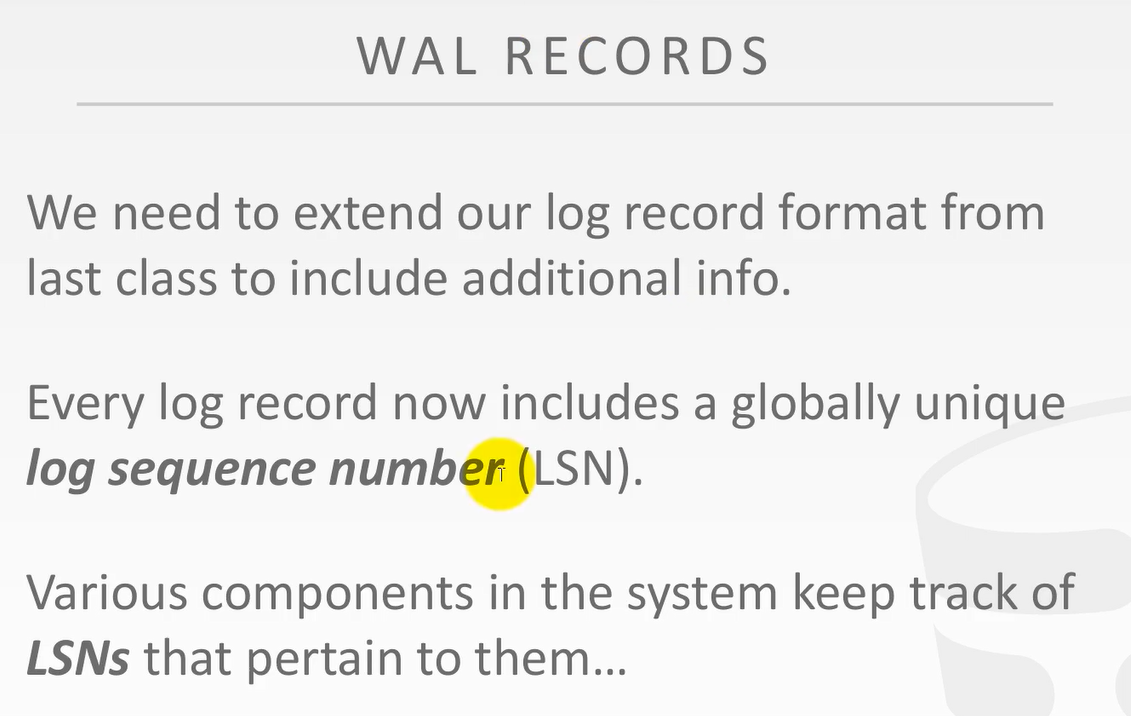 WAL RECORDS
We need to extend our log record format from
last class to include additional info.
Every log record now includes a globally unique
log sequence number (LSN).
Various components in the system keep track of
LSNs that pertain to them…